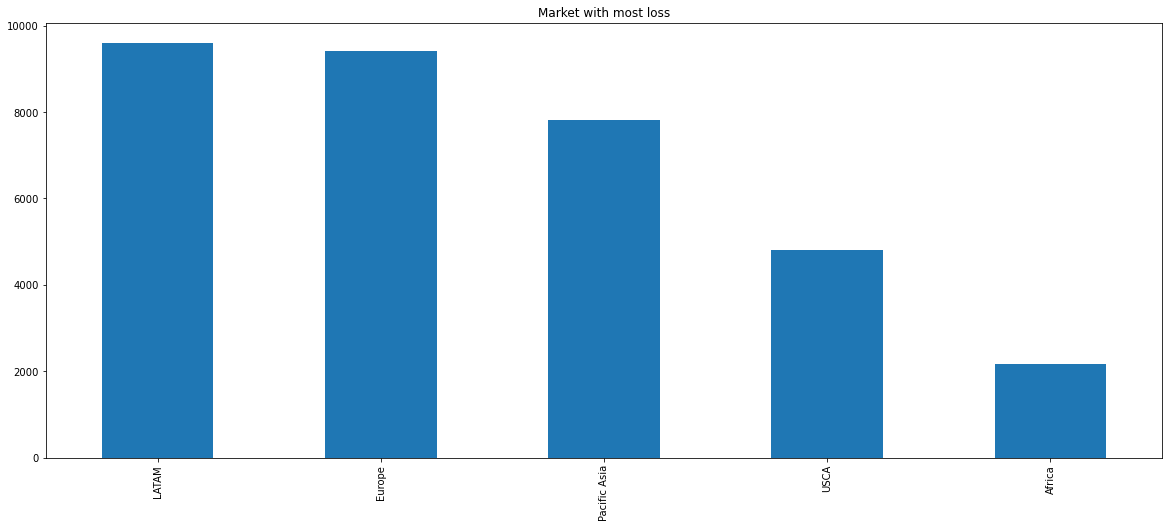 Market with most loss
10000
8000
6000
4000
2000
0
LATAM
Europe
Pacific Asia
USCA
Africa